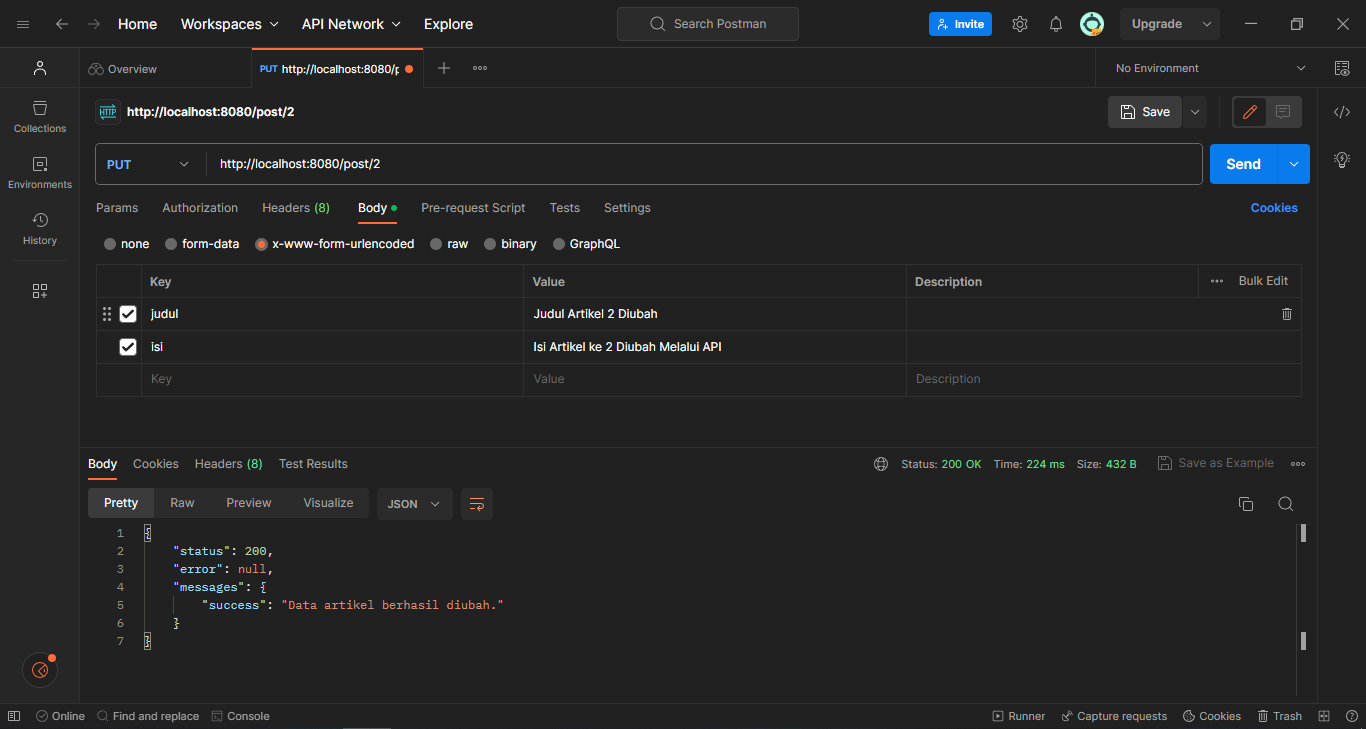 Home Workspaces API Network Explore Search Postman Invite Upgrade
Overview PUT http://localhost:8080/p No Environment
HTTP http://localhost:8080/post/2 Save
PUT http://localhost:8080/post/2 Send
Collections
Environments
History
Params Authorization Headers (8) Body Pre-request Script Tests Settings Cookies
none form-data x-www-form-urlencoded raw binary GraphQL
Key Value Description Bulk Edit
judul Judul Artikel 2 Diubah
isi Isi Artikel ke 2 Diubah Melalui API
Key Value Description
Body Cookies Headers (8) Test Results Status: 200 OK Time: 224 ms Size: 432 B Save as Example
Pretty Raw Preview Visualize JSON
1 {
2 "status": 200,
3 "error": null,
4 "messages": {
5 "success": "Data artikel berhasil diubah."
6 }
7 }
Online Find and replace Console Runner Capture requests Cookies Trash